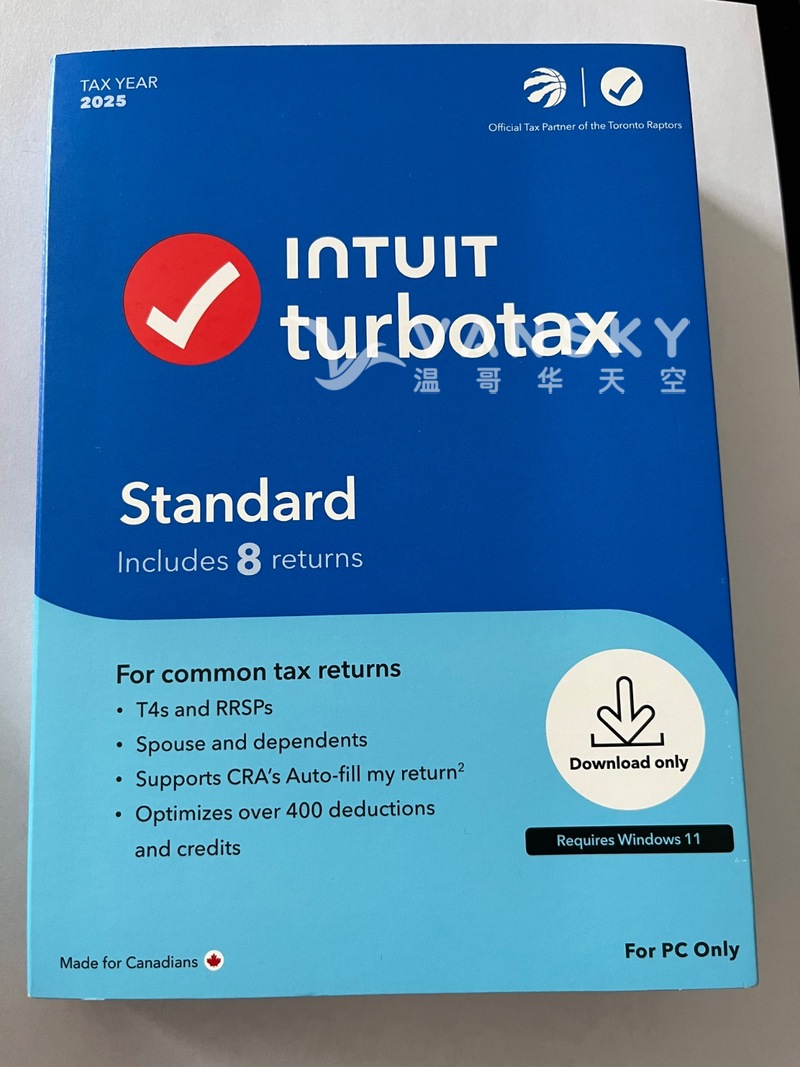 TAX YEAR
2025
Official Tax Partner of the Toronto Raptors
INTUIT
turbotax
VANSKY
温哥华天空
Standard
Includes 8 returns
For common tax returns
• T4s and RRSPs
• Spouse and dependents
• Supports CRA's Auto-fill my return²
• Optimizes over 400 deductions
and credits
Download only
Requires Windows 11
Made for Canadians
For PC Only